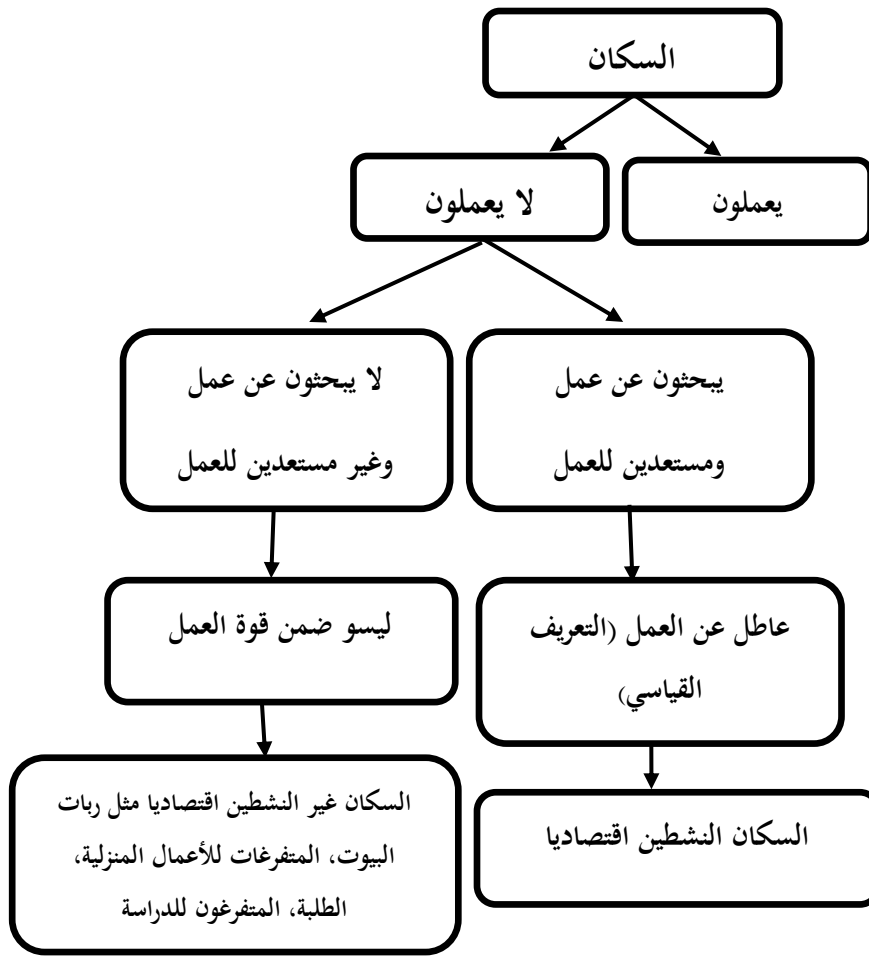 السكان
يعملون
لا يعملون
يبحثون عن عمل
ومستعدين للعمل
لا يبحثون عن عمل
وغير مستعدين للعمل
عاطل عن العمل (التعريف
القياسي)
ليسو ضمن قوة العمل
السكان النشطين اقتصاديا
السكان غير النشطين اقتصاديا مثل ربات
البيوت، المتفرغات للأعمال المنزلية،
الطلبة، المتفرغون للدراسة